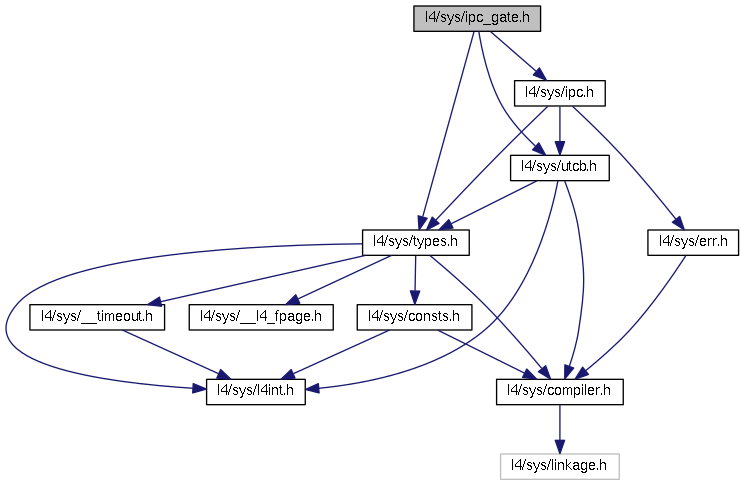 l4/sys/ipc_gate.h
l4/sys/ipc.h
l4/sys/utcb.h
l4/sys/types.h
l4/sys/err.h
l4/sys/__timeout.h
l4/sys/__l4_fpage.h
l4/sys/consts.h
l4/sys/l4int.h
l4/sys/compiler.h
l4/sys/linkage.h